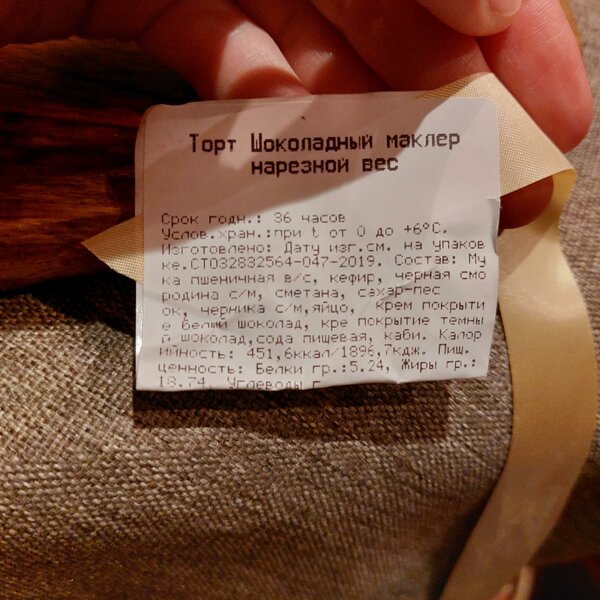 Торт Шоколадный маклер
нарезной вес
Срок годн.: 36 часов
Услов.хран.:при t от 0 до +6°С.
Изготовлено: Дату изг.см. на упаков
ке.СТО32832564-047-2019. Состав: Му
ка пшеничная в/с, кефир, черная смо
родина с/м, сметана, сахар-пес
ок, черника с/м,яйцо, крем покрыти
е белый шоколад, кре покрытие темны
й шоколад,сода пищевая, каби. Калор
ийность: 451,6ккал/1896,7кдж. Пищ.
ценность: Белки гр.:5.24, Жиры гр.:
18.74, Углеводы г